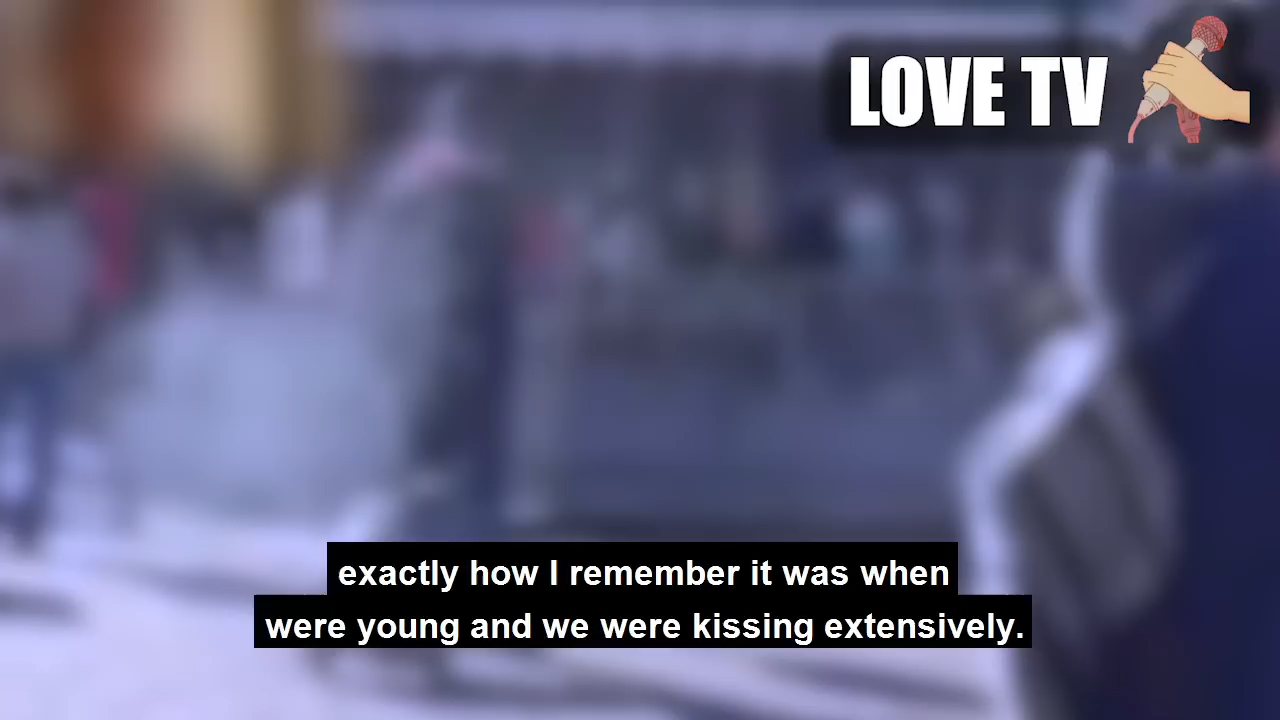 LOVE TV
exactly how I remember it was when
were young and we were kissing extensively.